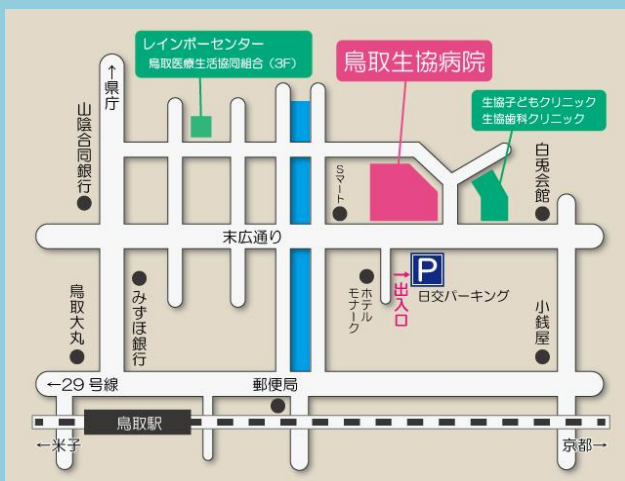 レインボーセンター
鳥取医療生活協同組合（3F）
鳥取生協病院
生協子どもクリニック
生協歯科クリニック
↑県庁
山陰合同銀行
Sマート
白兎会館
末広通り
鳥取大丸
みずほ銀行
ホテル
モナーク
→出入口
P
日交パーキング
小銭屋
←29号線
郵便局
鳥取駅
←米子
京都→